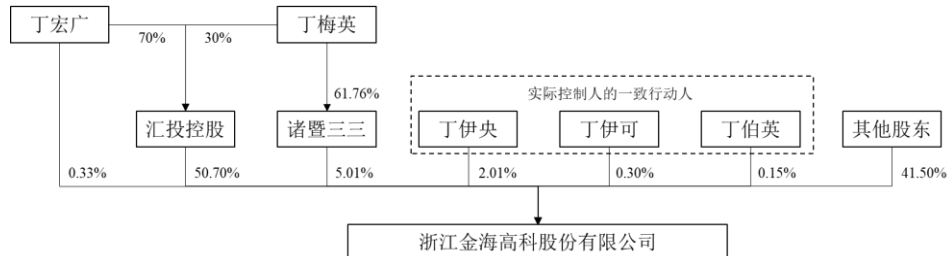 丁宏广
丁梅英
70%
30%
61.76%
实际控制人的一致行动人
汇投控股
诸暨三三
丁伊央
丁伊可
丁伯英
其他股东
0.33%
50.70%
5.01%
2.01%
0.30%
0.15%
41.50%
浙江金海高科股份有限公司